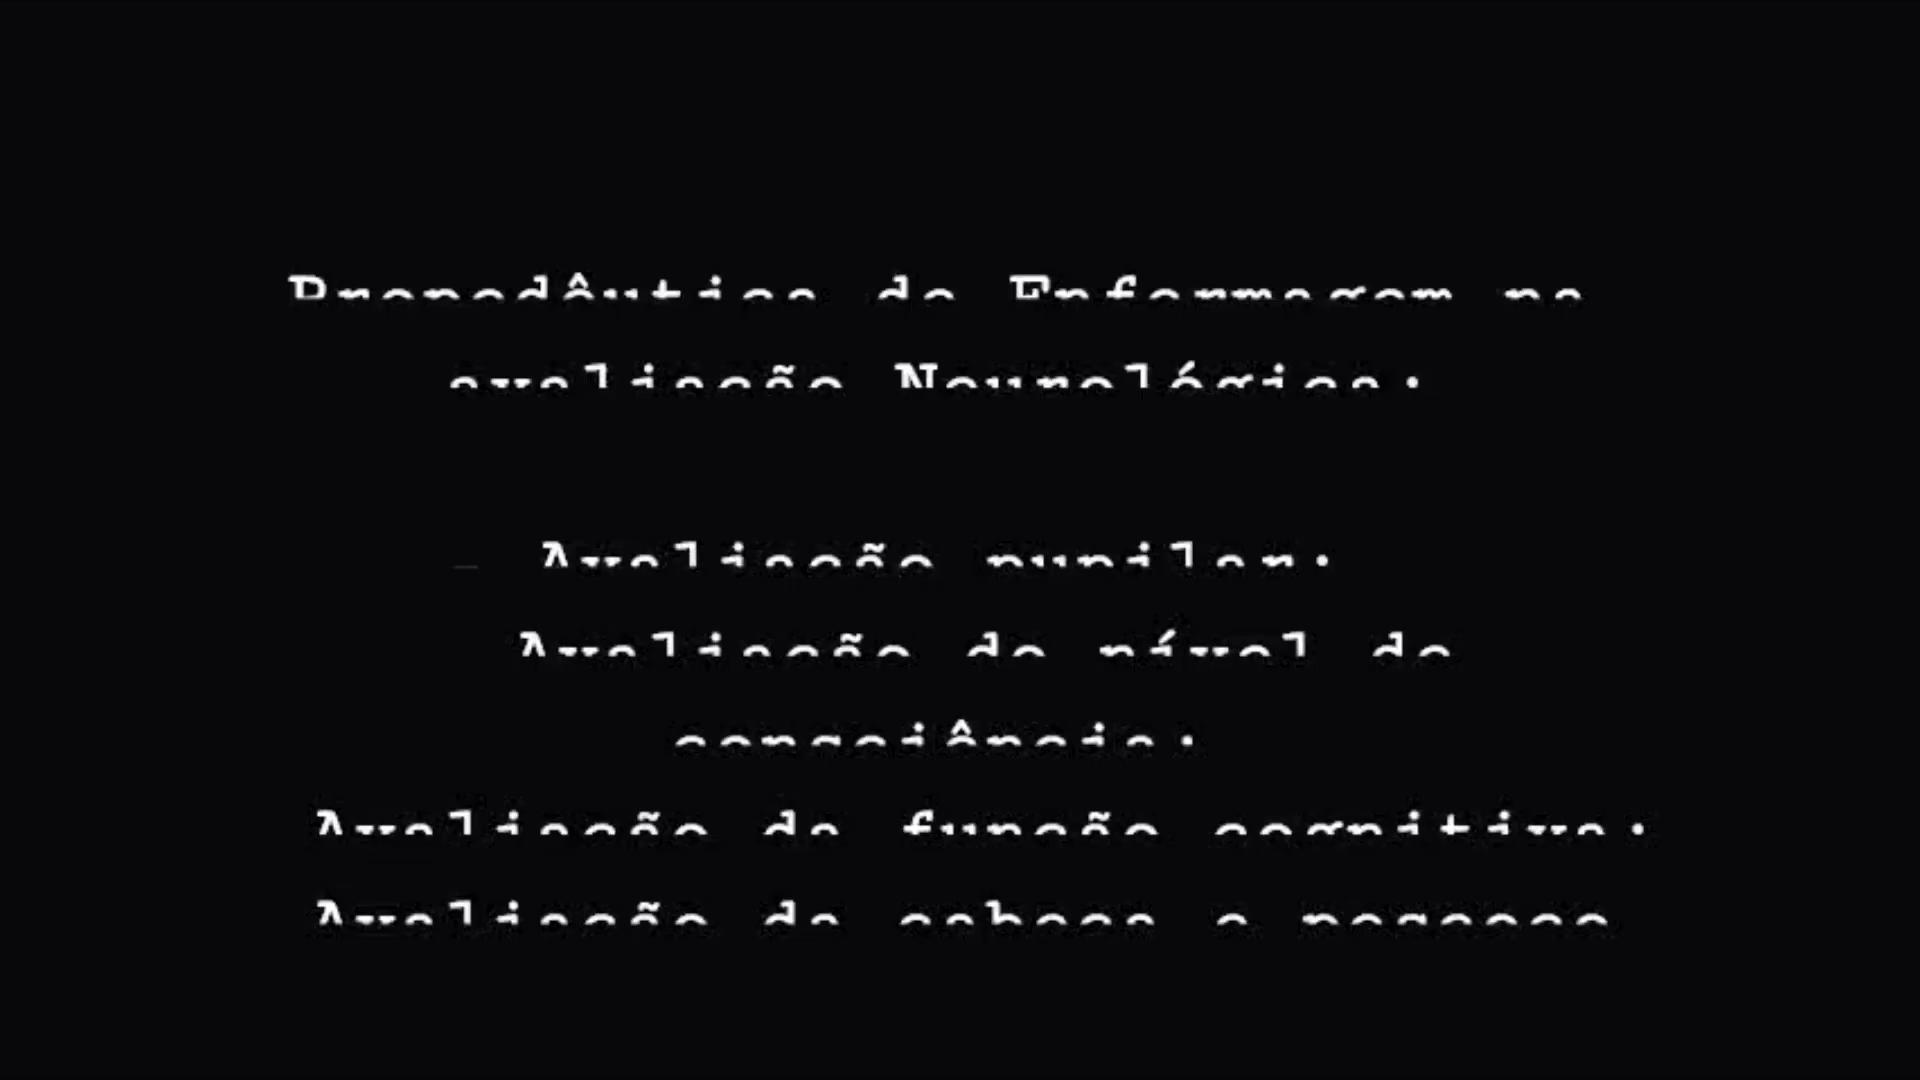 Propedêutica de Enfermagem na
avaliação Neurológica:
- Avaliação pupilar;
Avaliação do nível de
consciência;
Avaliação da função cognitiva;
Avaliação de cabeça e pescoço